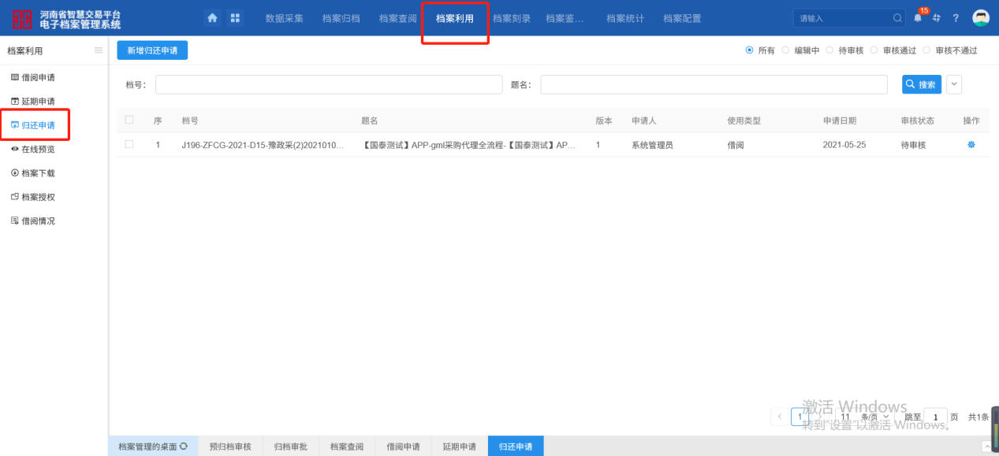 河南省智慧交易平台
电子档案管理系统
数据采集 档案归档 档案查阅 档案利用 档案刻录 档案鉴... 档案统计 档案配置
请输入
15
?
档案利用
借阅申请
延期申请
归还申请
在线预览
档案下载
档案授权
借阅情况
新增归还申请
所有 编辑中 待审核 审核通过 审核不通过
档号: 题名: 搜索
序 档号 题名 版本 申请人 使用类型 申请日期 审核状态 操作
1 J196-ZFCG-2021-D15-豫政采(2)2021010... 【国泰测试】APP-gml采购代理全流程-【国泰测试】AP... 1 系统管理员 借阅 2021-05-25 待审核
激活 Windows
1 11 条/页 跳至 1 页 共1条
转到"设置"以激活 Windows。
档案管理的桌面 预归档审核 归档审批 档案查阅 借阅申请 延期申请 归还申请